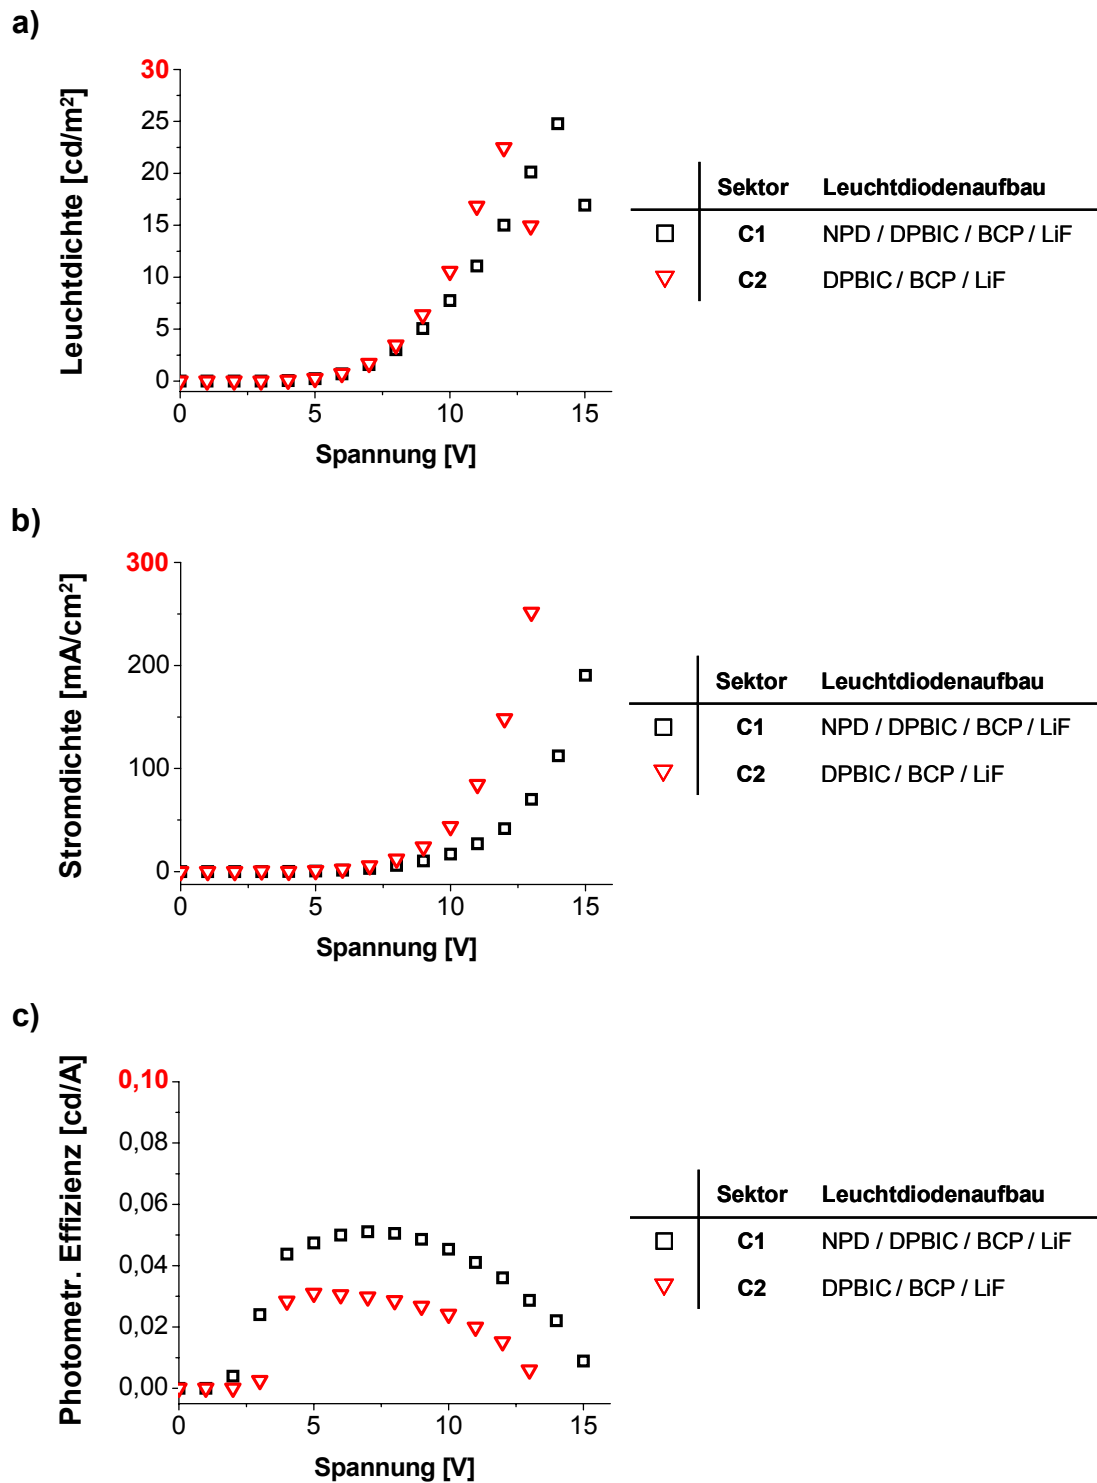 a)
Leuchtdichte [cd/m²]
30
25
20
15
10
5
0
0 5 10 15
Spannung [V]
Sektor Leuchtdiodenaufbau
C1 NPD / DPBIC / BCP / LiF
C2 DPBIC / BCP / LiF
b)
Stromdichte [mA/cm²]
300
200
100
0
0 5 10 15
Spannung [V]
Sektor Leuchtdiodenaufbau
C1 NPD / DPBIC / BCP / LiF
C2 DPBIC / BCP / LiF
c)
Photometr. Effizienz [cd/A]
0,10
0,08
0,06
0,04
0,02
0,00
0 5 10 15
Spannung [V]
Sektor Leuchtdiodenaufbau
C1 NPD / DPBIC / BCP / LiF
C2 DPBIC / BCP / LiF